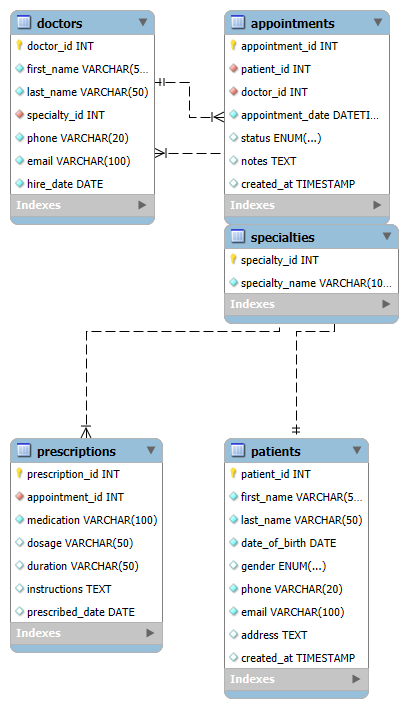 doctors
doctor_id INT
first_name VARCHAR(5...
last_name VARCHAR(50)
specialty_id INT
phone VARCHAR(20)
email VARCHAR(100)
hire_date DATE
Indexes
appointments
appointment_id INT
patient_id INT
doctor_id INT
appointment_date DATETI...
status ENUM(...)
notes TEXT
created_at TIMESTAMP
Indexes
specialties
specialty_id INT
specialty_name VARCHAR(10...
Indexes
prescriptions
prescription_id INT
appointment_id INT
medication VARCHAR(100)
dosage VARCHAR(50)
duration VARCHAR(50)
instructions TEXT
prescribed_date DATE
Indexes
patients
patient_id INT
first_name VARCHAR(5...
last_name VARCHAR(50)
date_of_birth DATE
gender ENUM(...)
phone VARCHAR(20)
email VARCHAR(100)
address TEXT
created_at TIMESTAMP
Indexes